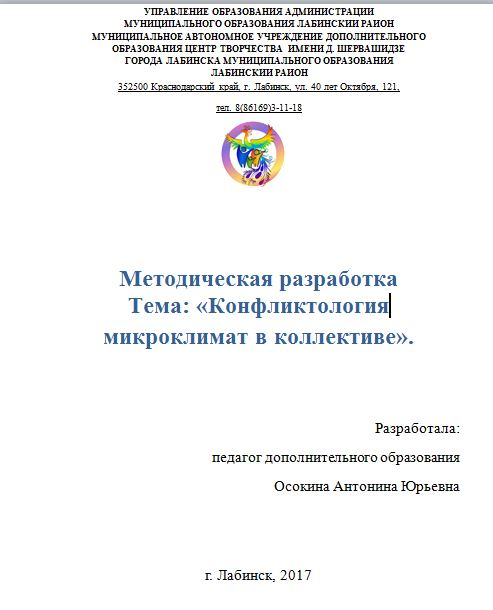 УПРАВЛЕНИЕ ОБРАЗОВАНИЯ АДМИНИСТРАЦИИ
МУНИЦИПАЛЬНОГО ОБРАЗОВАНИЯ ЛАБИНСКИЙ РАЙОН
МУНИЦИПАЛЬНОЕ АВТОНОМНОЕ УЧРЕЖДЕНИЕ ДОПОЛНИТЕЛЬНОГО
ОБРАЗОВАНИЯ ЦЕНТР ТВОРЧЕСТВА ИМЕНИ Д. ШЕРВАШИДЗЕ
ГОРОДА ЛАБИНСКА МУНИЦИПАЛЬНОГО ОБРАЗОВАНИЯ
ЛАБИНСКИЙ РАЙОН
352500 Краснодарский край, г. Лабинск, ул. 40 лет Октября, 121,
тел. 8(86169)3-11-18
Методическая разработка
Тема: «Конфликтология
микроклимат в коллективе».
Разработала:
педагог дополнительного образования
Осокина Антонина Юрьевна
г. Лабинск, 2017